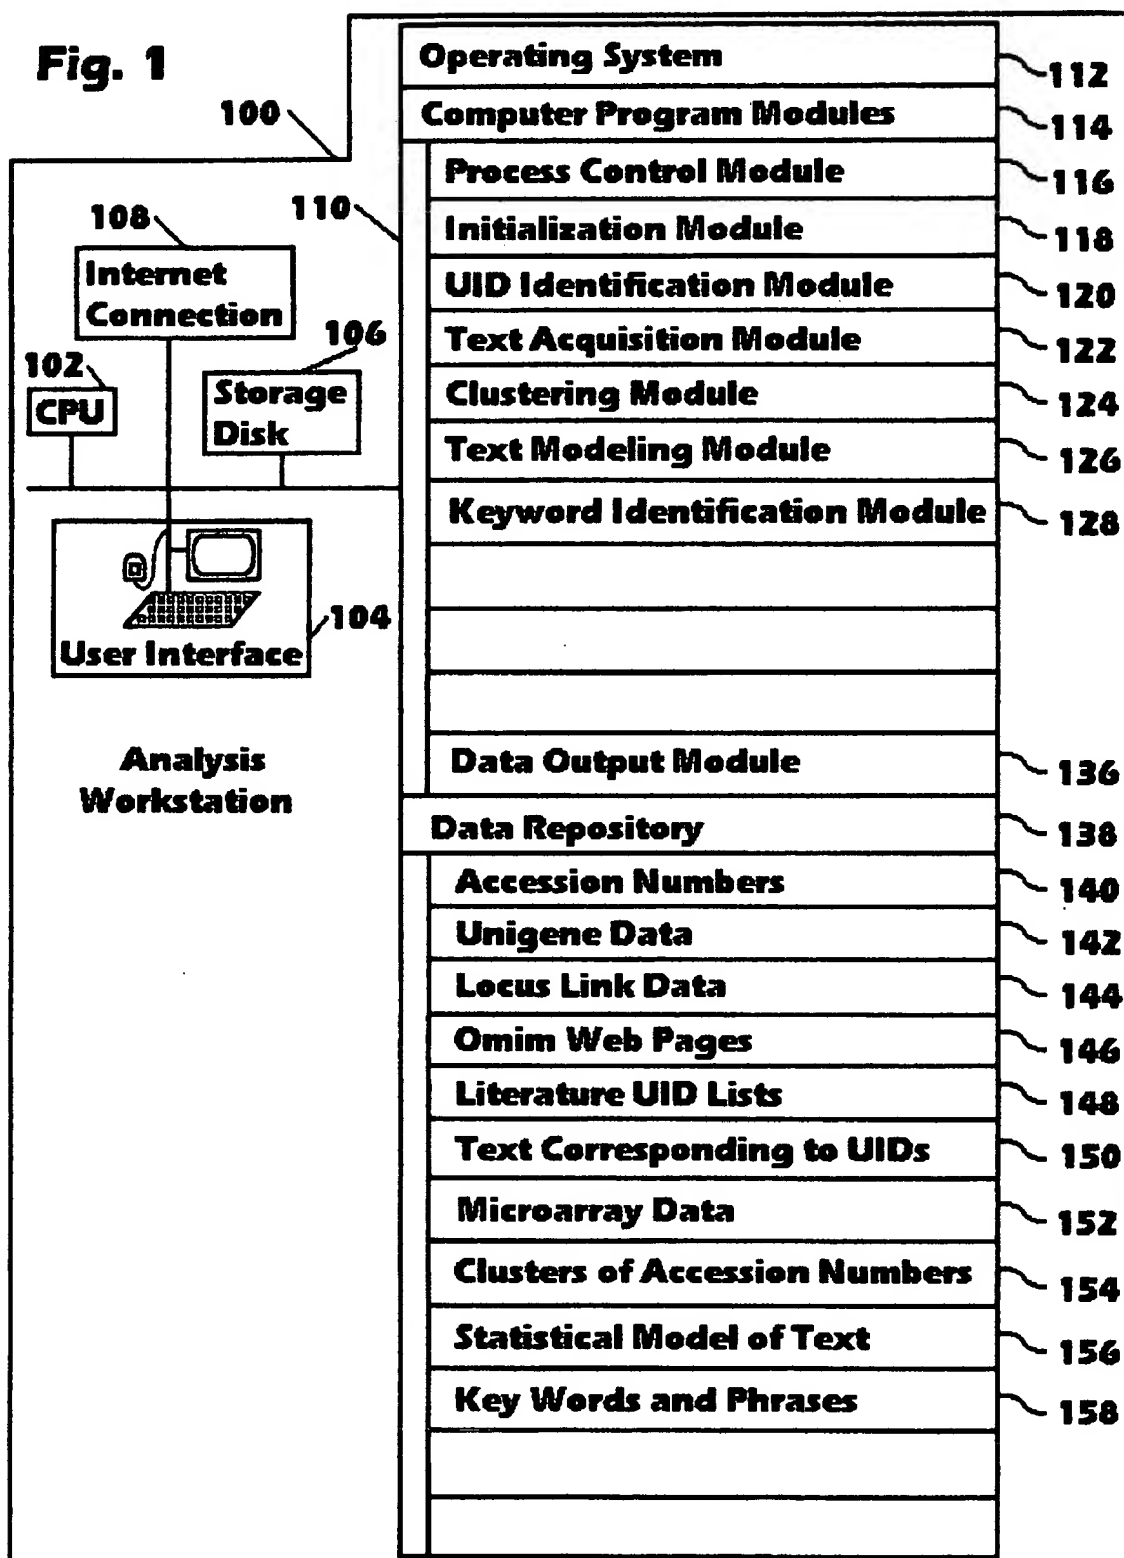 Fig. 1
100
108
Internet
Connection
102
CPU
106
Storage
Disk
104
User Interface
Analysis
Workstation
110
Operating System 112
Computer Program Modules 114
Process Control Module 116
Initialization Module 118
UID Identification Module 120
Text Acquisition Module 122
Clustering Module 124
Text Modeling Module 126
Keyword Identification Module 128
Data Output Module 136
Data Repository 138
Accession Numbers 140
Unigene Data 142
Locus Link Data 144
Omim Web Pages 146
Literature UID Lists 148
Text Corresponding to UIDs 150
Microarray Data 152
Clusters of Accession Numbers 154
Statistical Model of Text 156
Key Words and Phrases 158